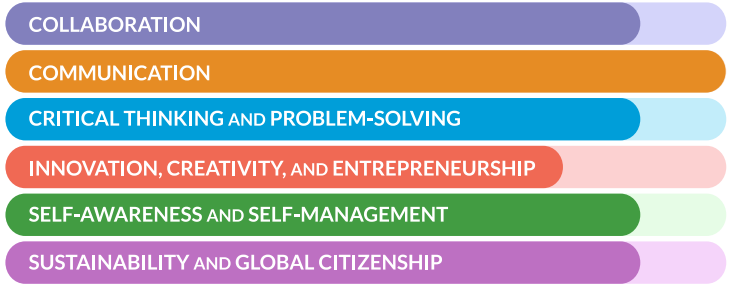 COLLABORATION
COMMUNICATION
CRITICAL THINKING AND PROBLEM-SOLVING
INNOVATION, CREATIVITY, AND ENTREPRENEURSHIP
SELF-AWARENESS AND SELF-MANAGEMENT
SUSTAINABILITY AND GLOBAL CITIZENSHIP